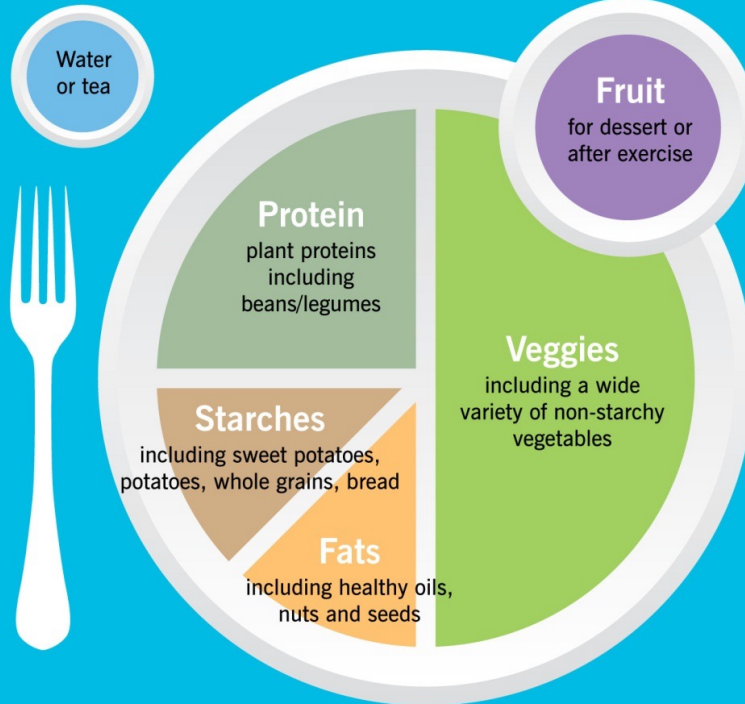 Water
or tea
Fruit
for dessert or
after exercise
Protein
plant proteins
including
beans/legumes
Veggies
including a wide
variety of non-starchy
vegetables
Starches
including sweet potatoes,
potatoes, whole grains, bread
Fats
including healthy oils,
nuts and seeds